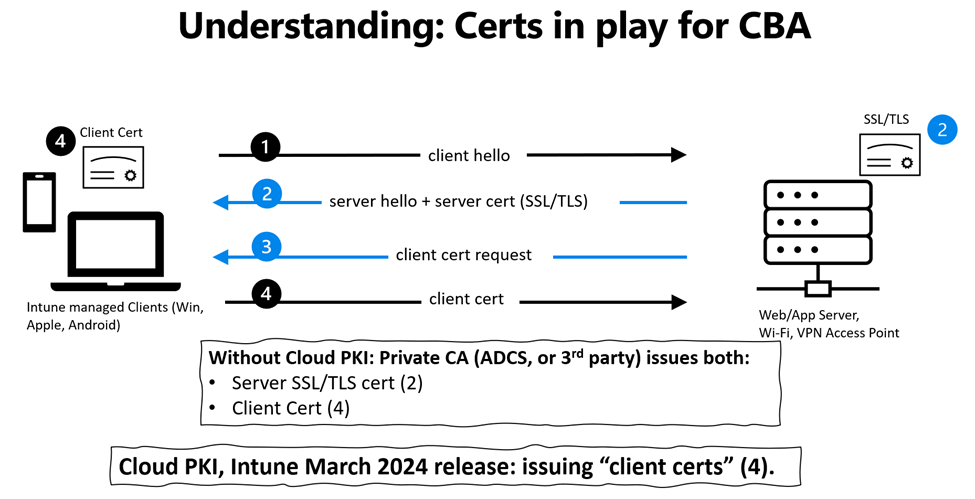 Understanding: Certs in play for CBA
4
Client Cert
SSL/TLS
2
1
client hello
2
server hello + server cert (SSL/TLS)
3
client cert request
4
client cert
Intune managed Clients (Win,
Apple, Android)
Web/App Server,
Wi-Fi, VPN Access Point
Without Cloud PKI: Private CA (ADCS, or 3rd party) issues both:
• Server SSL/TLS cert (2)
• Client Cert (4)
Cloud PKI, Intune March 2024 release: issuing “client certs” (4).